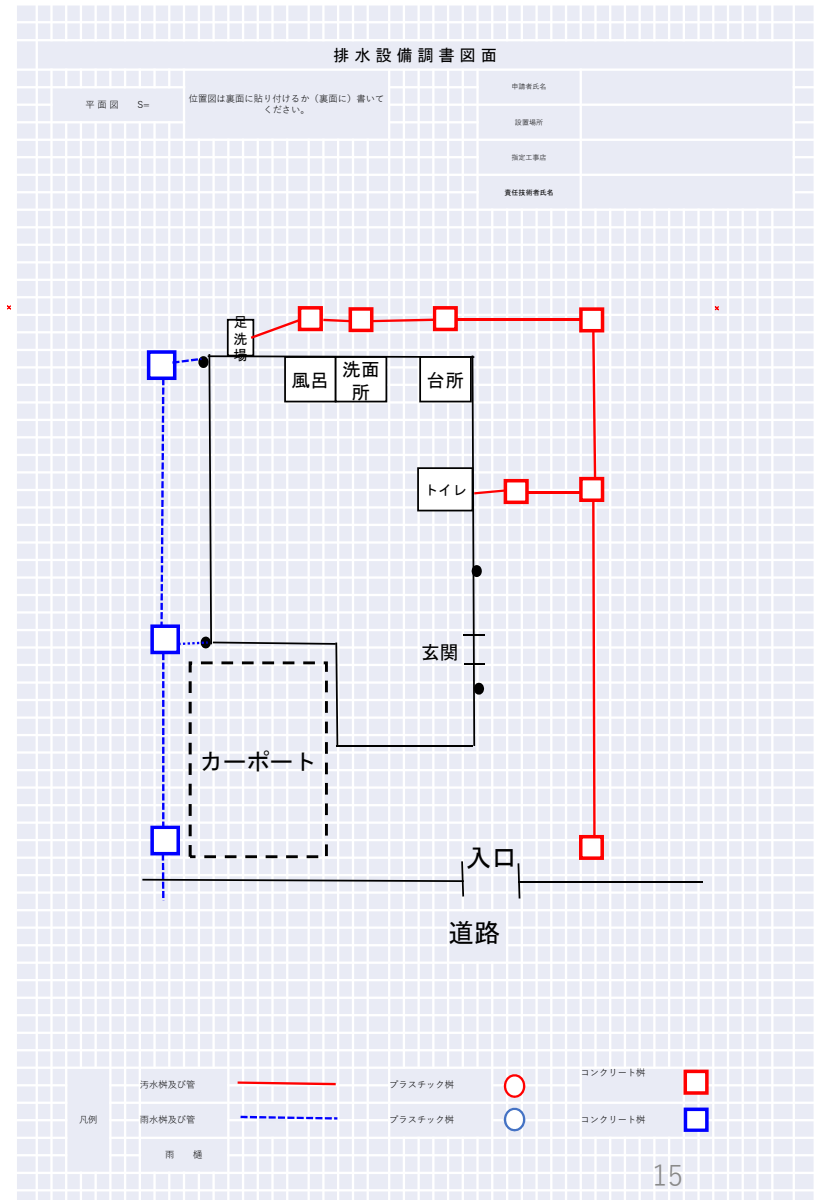 排水設備調書図面
平面図 S=
位置図は裏面に貼り付けるか（裏面に）書いて
ください。
申請者氏名
設置場所
指定工事店
責任技術者氏名
足
洗
場
風呂
洗面
所
台所
トイレ
玄関
カーポート
入口
道路
凡例
汚水桝及び管
プラスチック桝
コンクリート桝
雨水桝及び管
プラスチック桝
コンクリート桝
雨 樋
15